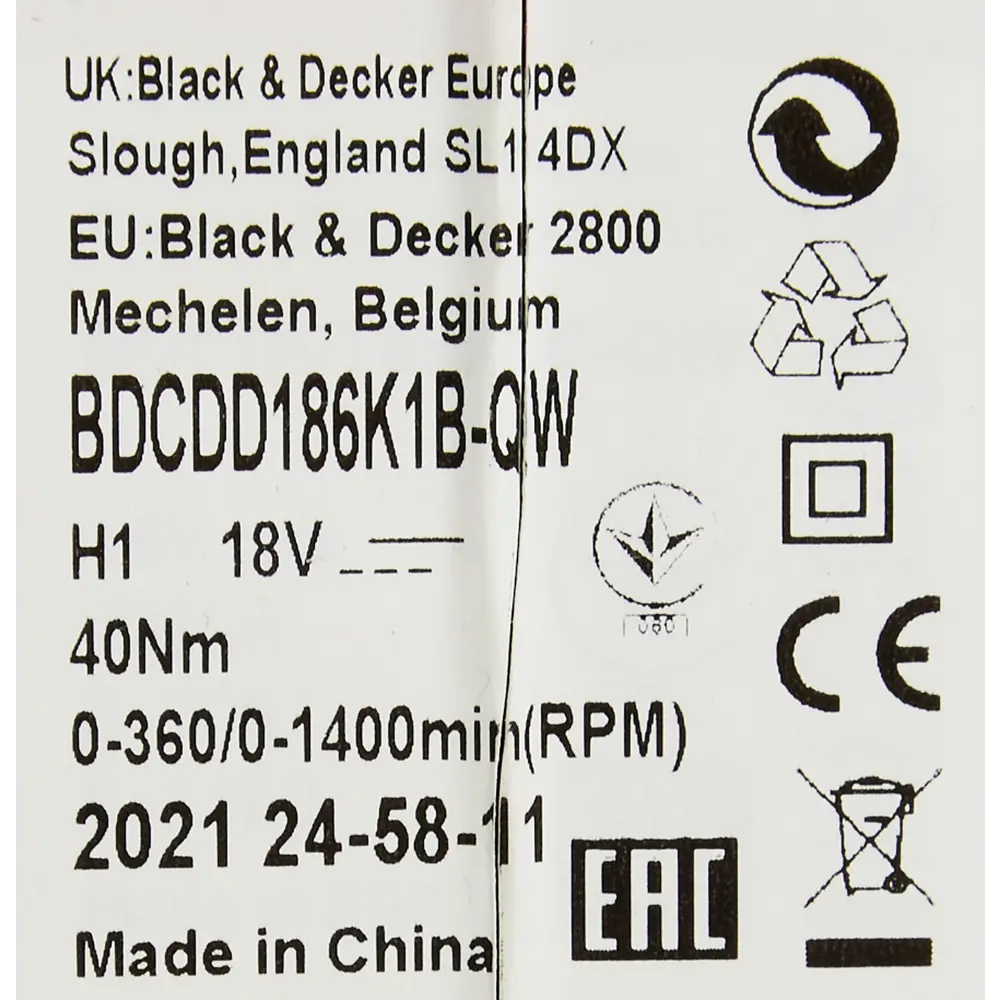 UK:Black & Decker Europe
Slough,England SL1 4DX
EU:Black & Decker 2800
Mechelen, Belgium
BDCDD186K1B-QW
H1 18V
40Nm
0-360/0-1400min(RPM)
2021 24-58-11
Made in China
CE
EAC